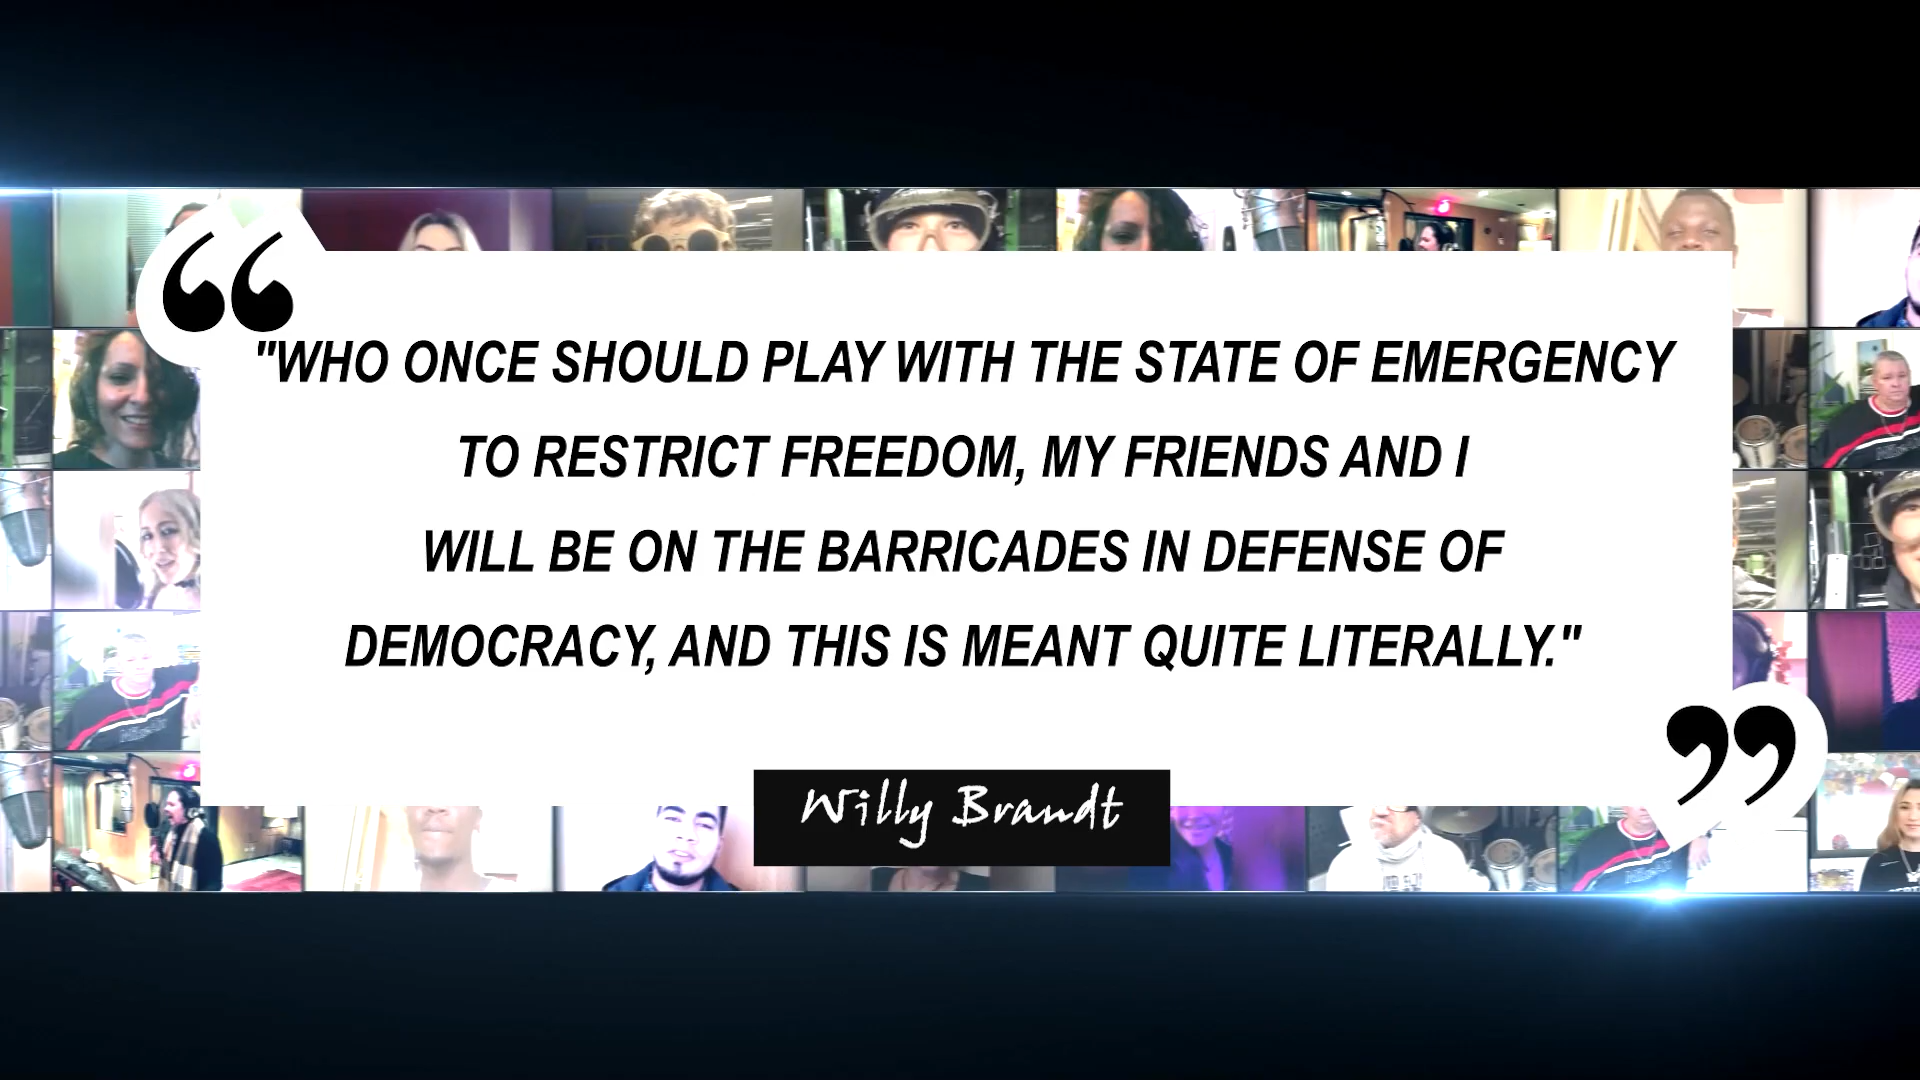 "WHO ONCE SHOULD PLAY WITH THE STATE OF EMERGENCY
TO RESTRICT FREEDOM, MY FRIENDS AND I
WILL BE ON THE BARRICADES IN DEFENSE OF
DEMOCRACY, AND THIS IS MEANT QUITE LITERALLY."
Willy Brandt